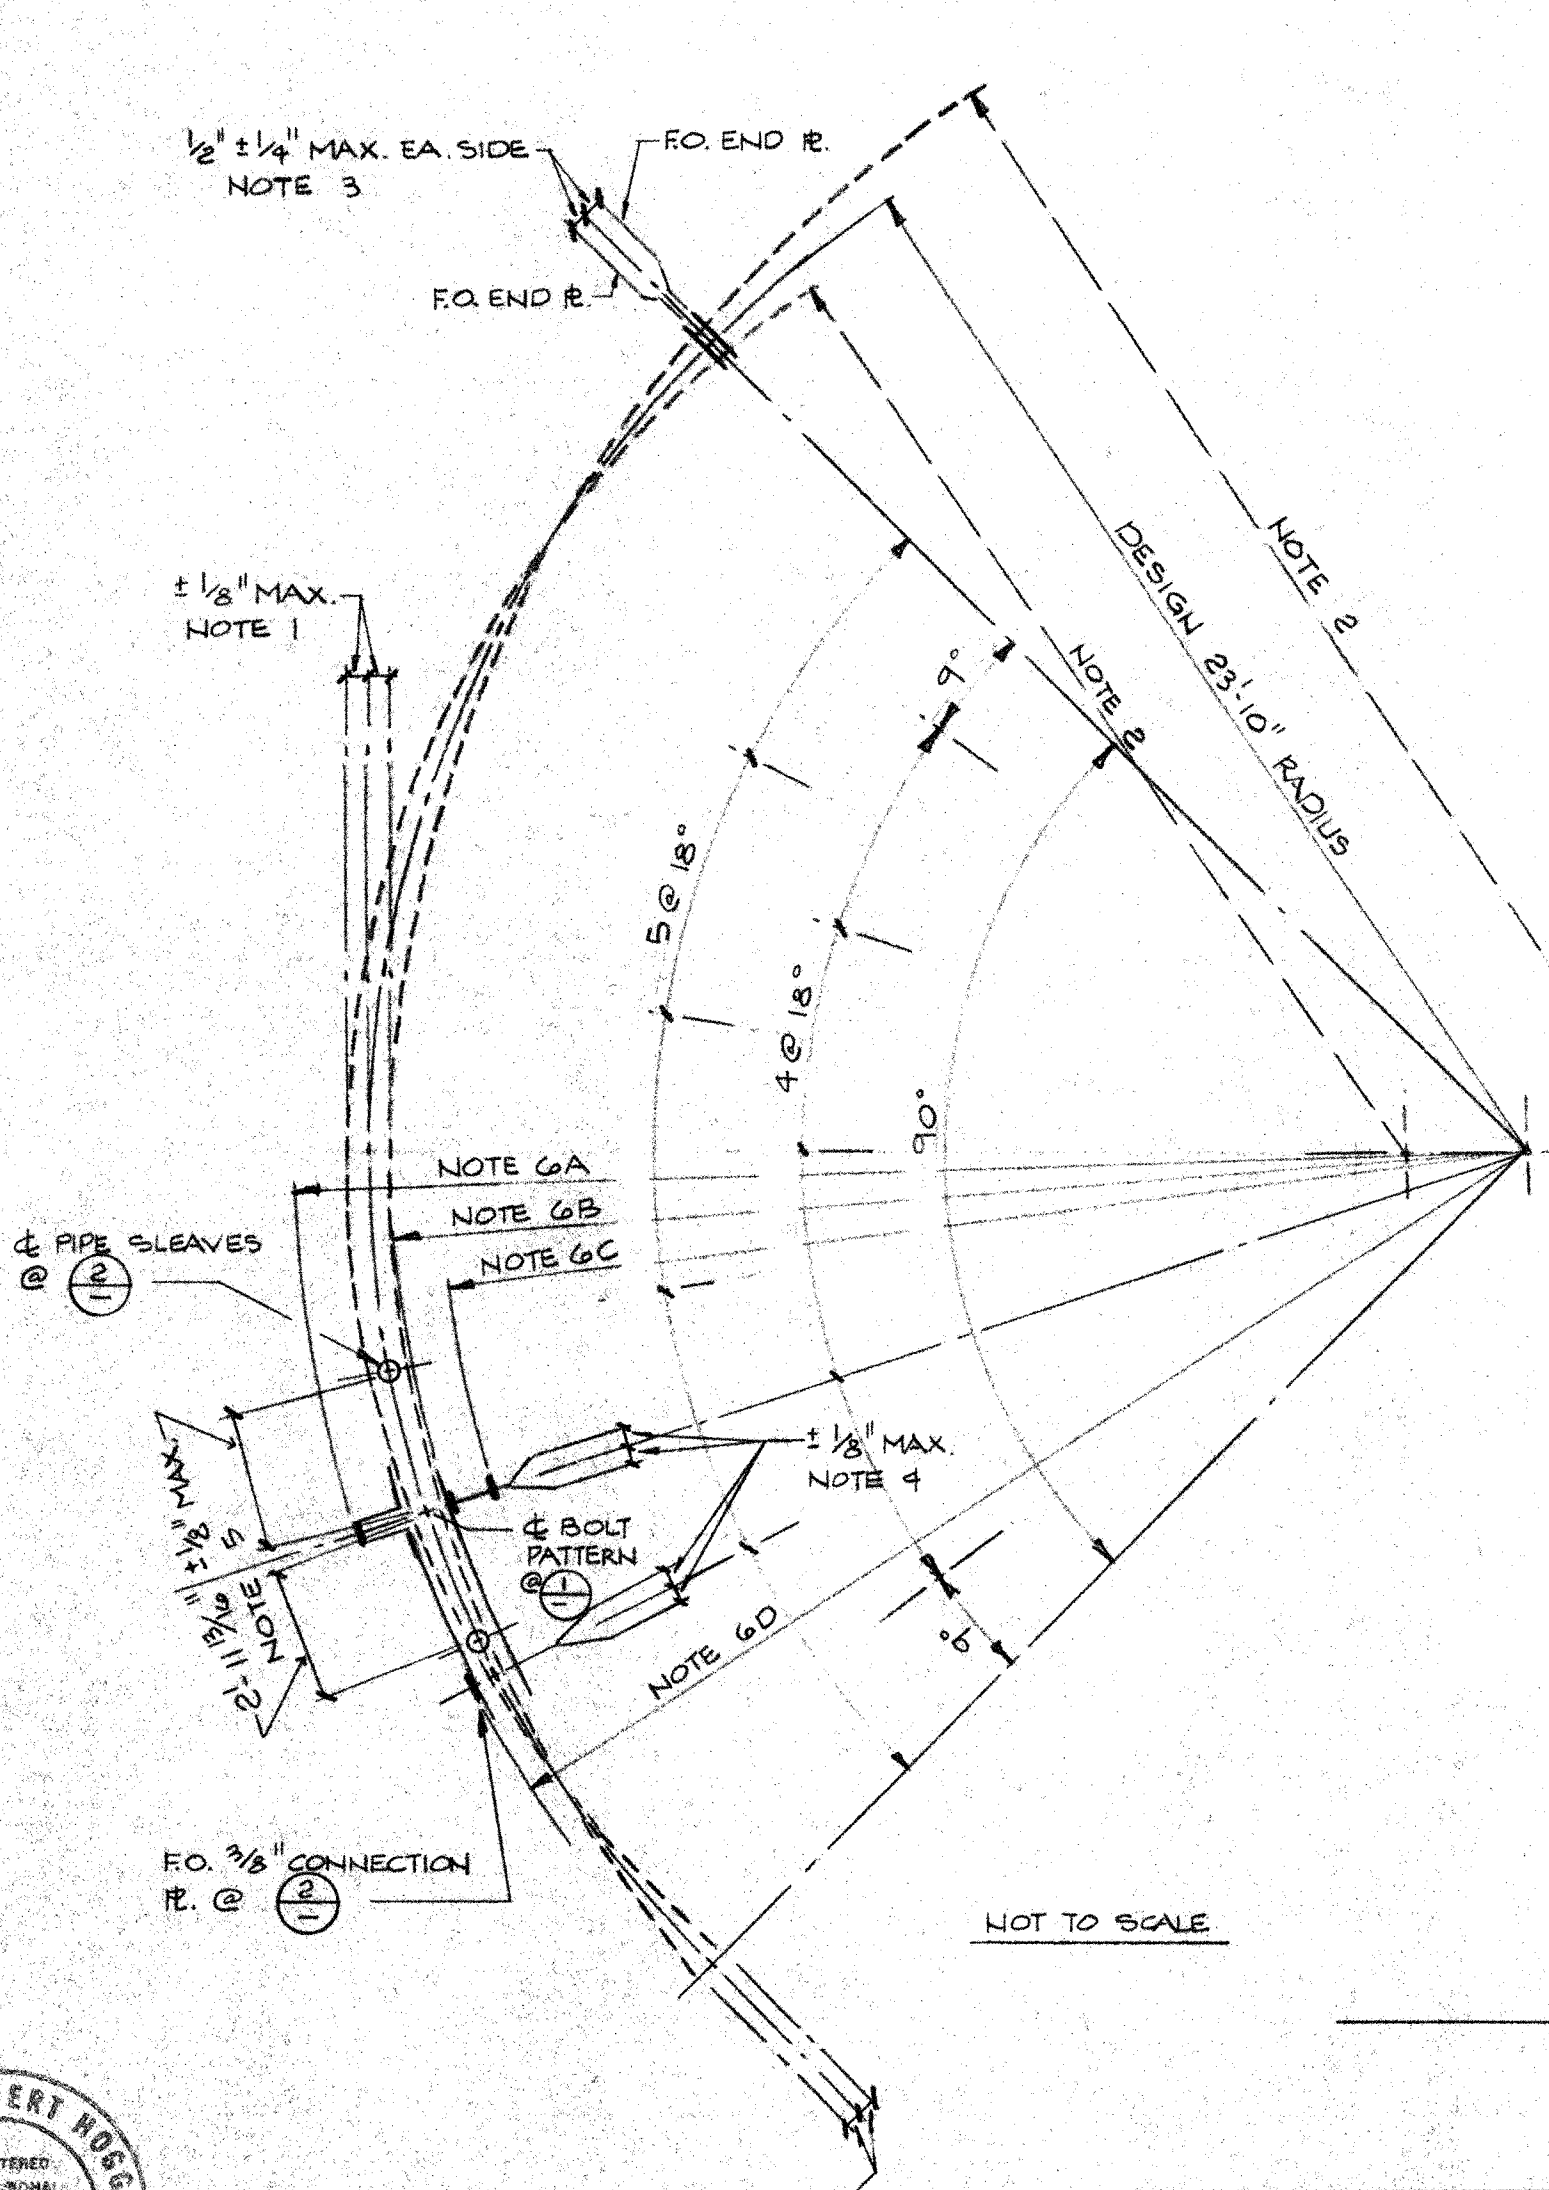 1/2" ± 1/4" MAX. EA. SIDE
NOTE 3
F.O. END ⅊.
F.O. END ⅊.
± 1/8" MAX.
NOTE 1
NOTE 2
DESIGN 23'-10" RADIUS
NOTE 2
9°
5 @ 18°
4 @ 18°
90°
NOTE 6A
NOTE 6B
NOTE 6C
℄ PIPE SLEAVES
@ 2
–
± 1/8" MAX.
NOTE 4
℄ BOLT
PATTERN
@ 1
–
2'-11 13/16" ± 1/8" MAX.
NOTE 5
NOTE 6D
9°
F.O. 3/8" CONNECTION
⅊. @ 2
–
NOT TO SCALE
ERT HOGG
TERED